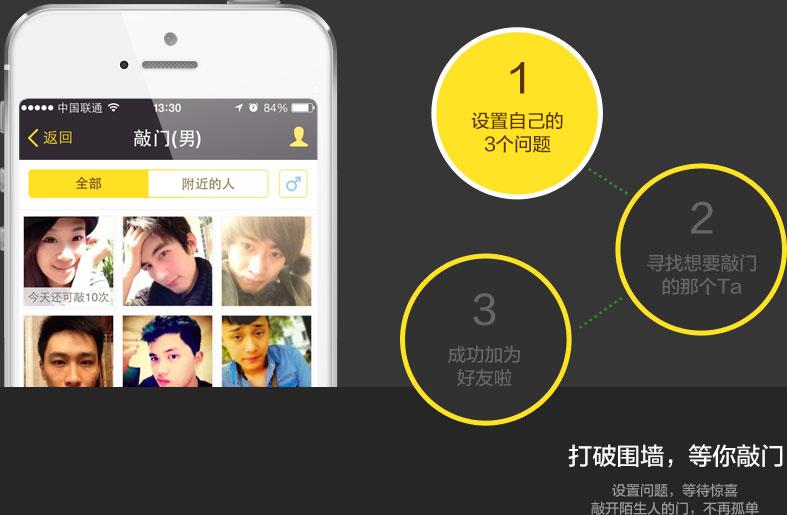 中国联通 13:30 84%
返回 敲门(男)
全部 附近的人
今天还可敲10次
1
设置自己的
3个问题
2
寻找想要敲门
的那个Ta
3
成功加为
好友啦
打破围墙，等你敲门
设置问题，等待惊喜
敲开陌生人的门，不再孤单